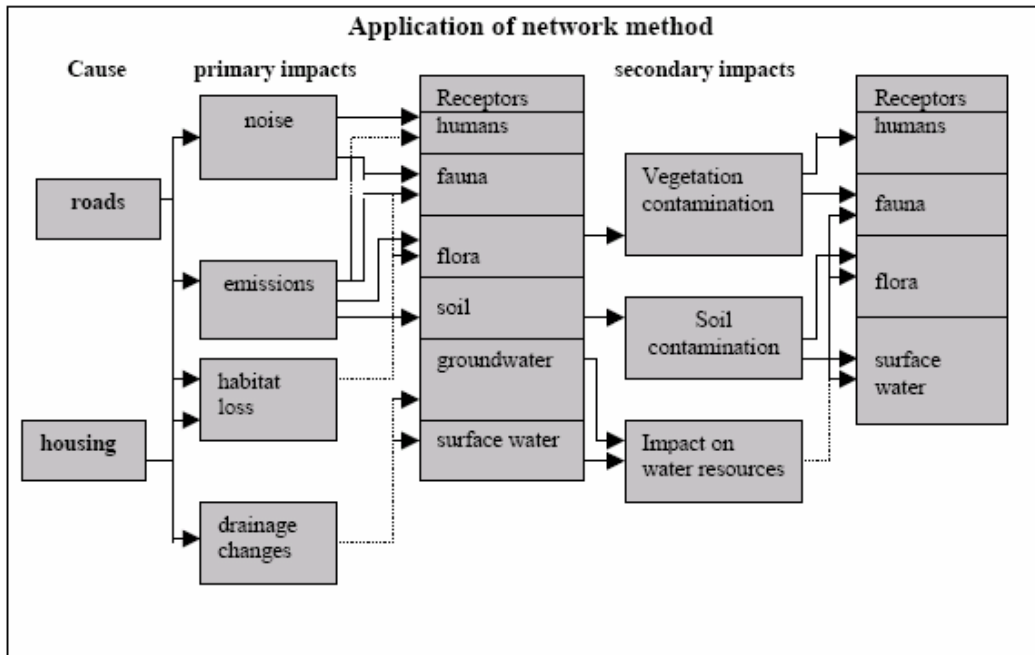 Application of network method
Cause
primary impacts
secondary impacts
roads
housing
noise
emissions
habitat
loss
drainage
changes
Receptors
humans
fauna
flora
soil
groundwater
surface water
Vegetation
contamination
Soil
contamination
Impact on
water resources
Receptors
humans
fauna
flora
surface
water